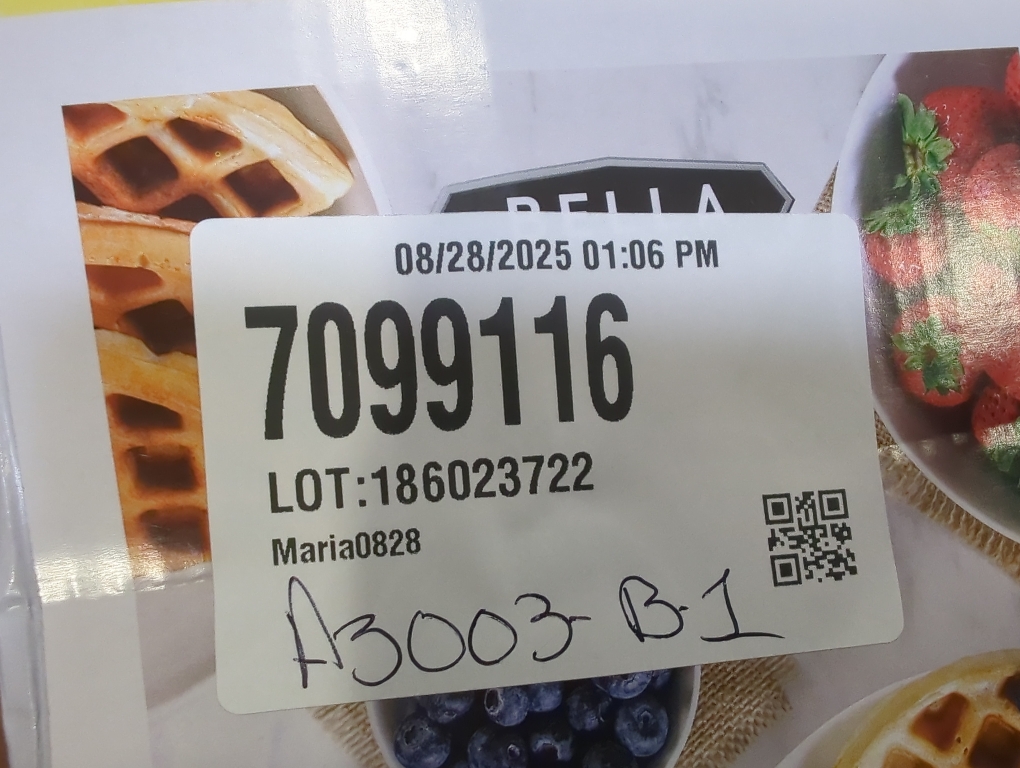 BELLA
08/28/2025 01:06 PM
7099116
LOT:186023722
Maria0828
A3003-B-1